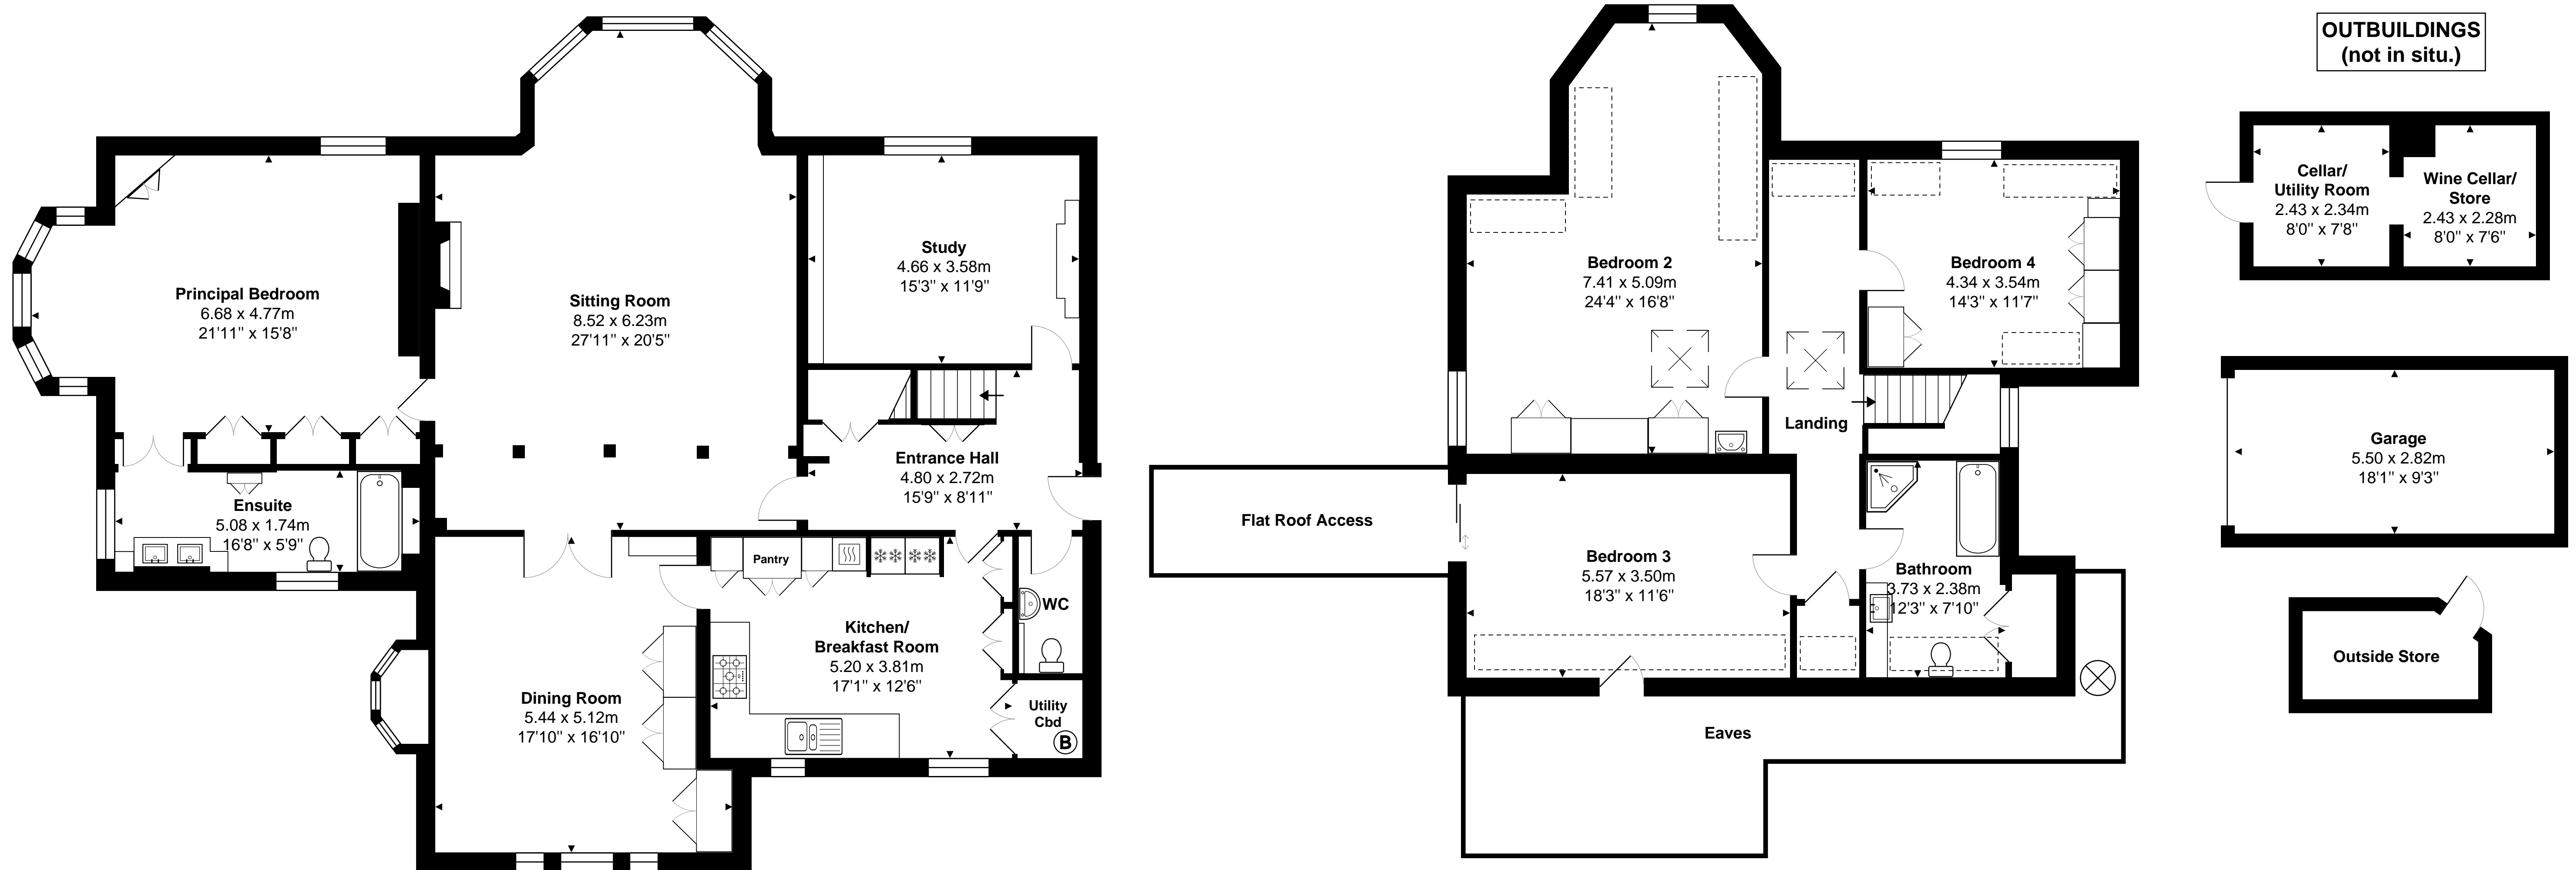 Principal Bedroom
6.68 x 4.77m
21'11" x 15'8"
Sitting Room
8.52 x 6.23m
27'11" x 20'5"
Study
4.66 x 3.58m
15'3" x 11'9"
Entrance Hall
4.80 x 2.72m
15'9" x 8'11"
Ensuite
5.08 x 1.74m
16'8" x 5'9"
Pantry
WC
Kitchen/
Breakfast Room
5.20 x 3.81m
17'1" x 12'6"
Dining Room
5.44 x 5.12m
17'10" x 16'10"
Utility
Cbd
B
Bedroom 2
7.41 x 5.09m
24'4" x 16'8"
Bedroom 4
4.34 x 3.54m
14'3" x 11'7"
Landing
Flat Roof Access
Bedroom 3
5.57 x 3.50m
18'3" x 11'6"
Bathroom
3.73 x 2.38m
12'3" x 7'10"
Eaves
OUTBUILDINGS
(not in situ.)
Cellar/
Utility Room
2.43 x 2.34m
8'0" x 7'8"
Wine Cellar/
Store
2.43 x 2.28m
8'0" x 7'6"
Garage
5.50 x 2.82m
18'1" x 9'3"
Outside Store